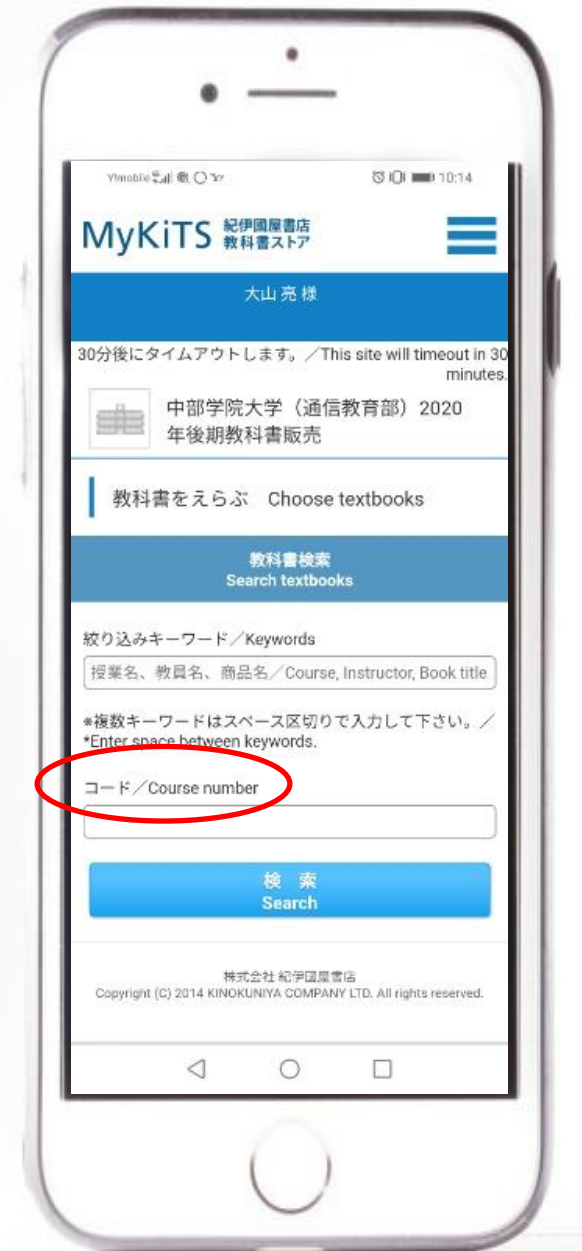 Y!mobile 10:14
MyKiTS 紀伊國屋書店
教科書ストア
大山 亮 様
30分後にタイムアウトします。／This site will timeout in 30
minutes.
中部学院大学（通信教育部）2020
年後期教科書販売
教科書をえらぶ Choose textbooks
教科書検索
Search textbooks
絞り込みキーワード／Keywords
授業名、教員名、商品名／Course, Instructor, Book title
※複数キーワードはスペース区切りで入力して下さい。／
*Enter space between keywords.
コード／Course number
検 索
Search
株式会社 紀伊國屋書店
Copyright (C) 2014 KINOKUNIYA COMPANY LTD. All rights reserved.